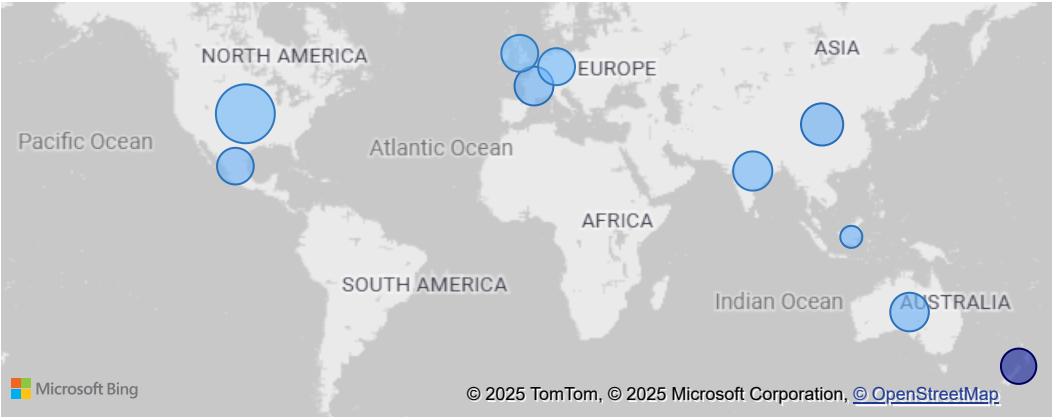 NORTH AMERICA
ASIA
EUROPE
Pacific Ocean
Atlantic Ocean
AFRICA
SOUTH AMERICA
Indian Ocean
AUSTRALIA
Microsoft Bing
© 2025 TomTom, © 2025 Microsoft Corporation, © OpenStreetMap